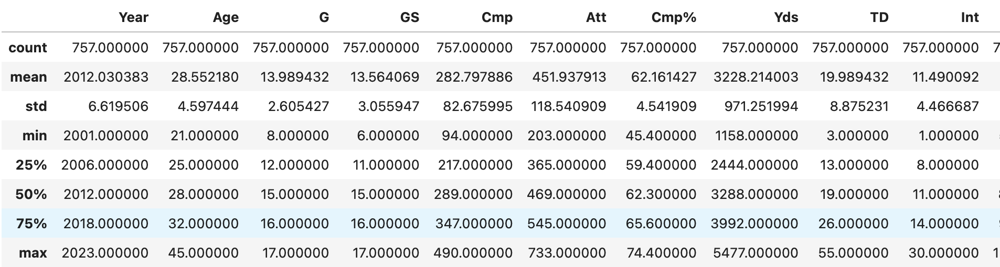 Year Age G GS Cmp Att Cmp% Yds TD Int
count 757.000000 757.000000 757.000000 757.000000 757.000000 757.000000 757.000000 757.000000 757.000000 757.000000 7
mean 2012.030383 28.552180 13.989432 13.564069 282.797886 451.937913 62.161427 3228.214003 19.989432 11.490092
std 6.619506 4.597444 2.605427 3.055947 82.675995 118.540909 4.541909 971.251994 8.875231 4.466687
min 2001.000000 21.000000 8.000000 6.000000 94.000000 203.000000 45.400000 1158.000000 3.000000 1.000000
25% 2006.000000 25.000000 12.000000 11.000000 217.000000 365.000000 59.400000 2444.000000 13.000000 8.000000
50% 2012.000000 28.000000 15.000000 15.000000 289.000000 469.000000 62.300000 3288.000000 19.000000 11.000000
75% 2018.000000 32.000000 16.000000 16.000000 347.000000 545.000000 65.600000 3992.000000 26.000000 14.000000
max 2023.000000 45.000000 17.000000 17.000000 490.000000 733.000000 74.400000 5477.000000 55.000000 30.000000 1